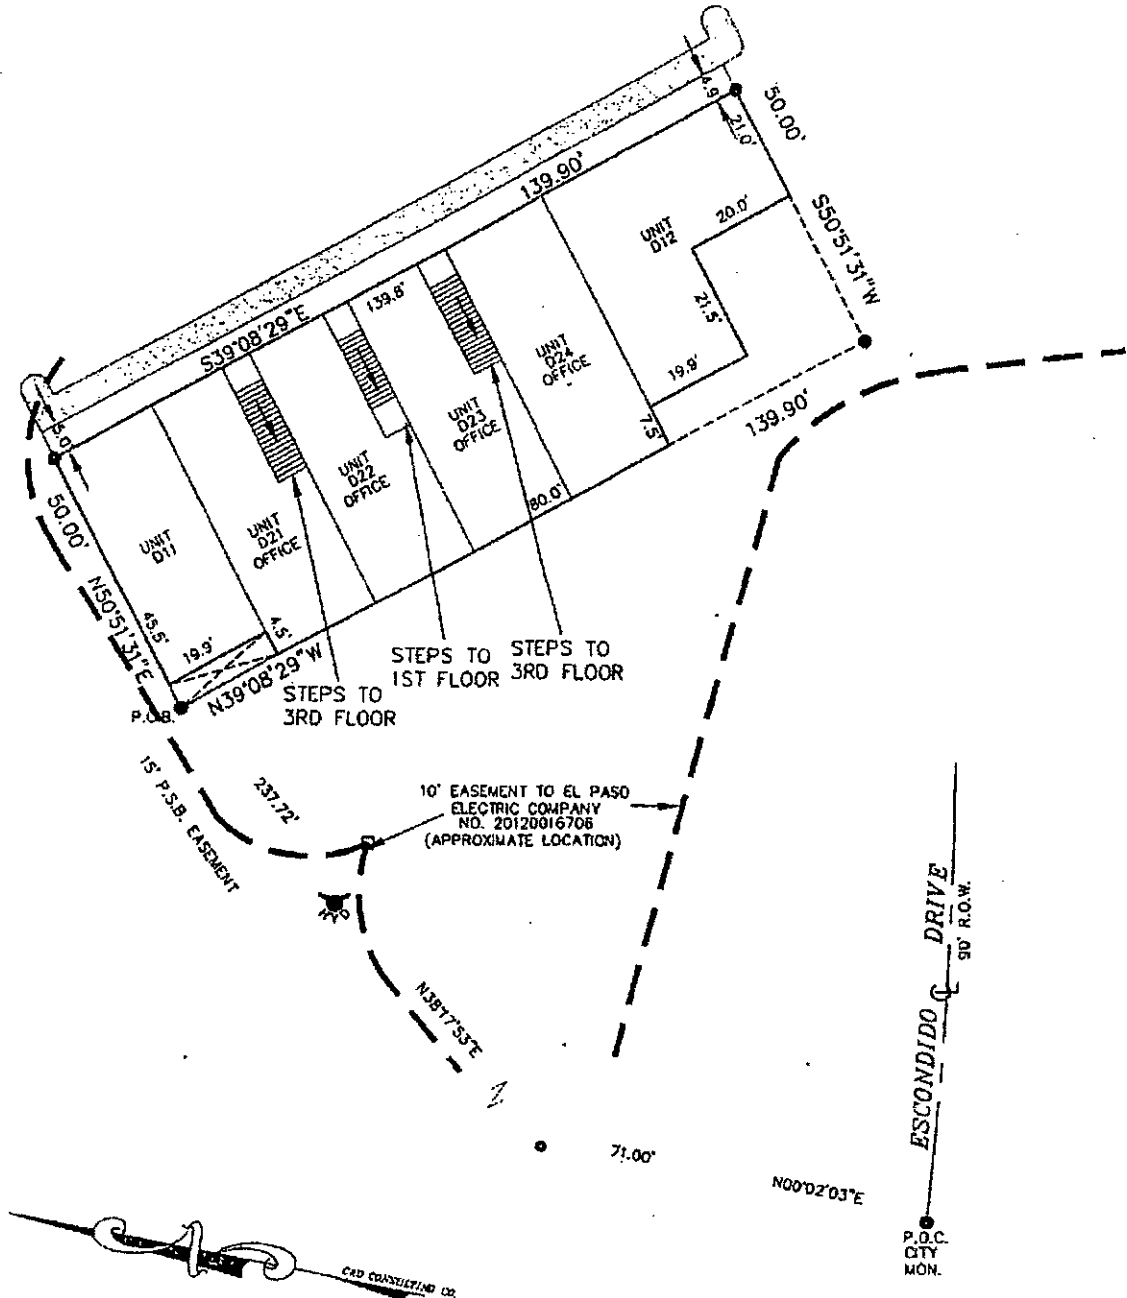 4.9'
50.00'
21.0'
139.90'
S50°51'31"W
20.0'
UNIT
D12
21.5'
139.8'
S39°08'29"E
UNIT
D24
OFFICE
19.9'
7.5'
139.90'
5.0'
UNIT
D23
OFFICE
UNIT
D22
OFFICE
80.0'
50.00'
UNIT
D21
OFFICE
UNIT
D11
N50°51'31"E
45.5'
19.9'
4.5'
STEPS TO
1ST FLOOR
STEPS TO
3RD FLOOR
N39°08'29"W
STEPS TO
3RD FLOOR
P.O.B.
15' P.S.B. EASEMENT
237.72'
10' EASEMENT TO EL PASO
ELECTRIC COMPANY
NO. 20120016706
(APPROXIMATE LOCATION)
HYD
N38°17'53"E
ESCONDIDO DRIVE
90' R.O.W.
71.00'
N00°02'03"E
P.O.C.
CITY
MON.
CAD CONSULTING CO.